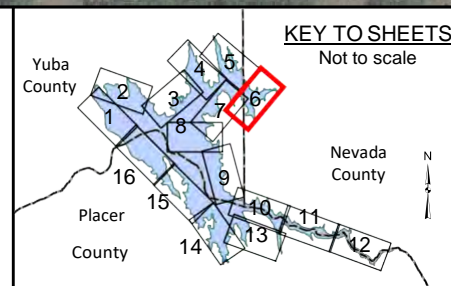 KEY TO SHEETS
Not to scale
Yuba
County
4
5
2
3
6
1
7
8
N
16
Nevada
County
9
15
Placer
County
10
11
14
13
12